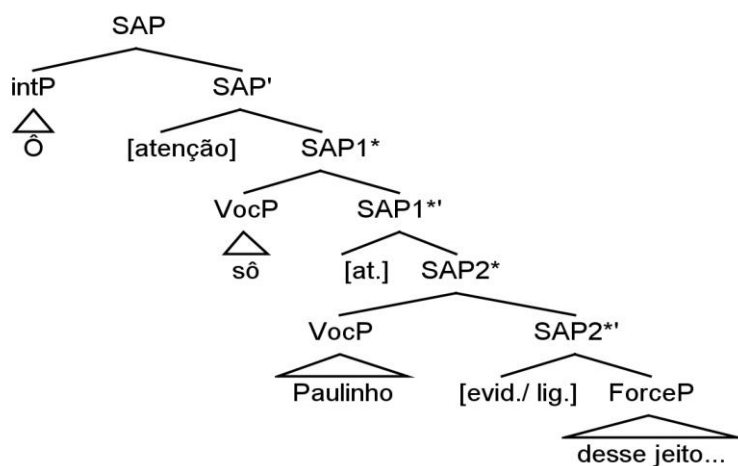 SAP
intP SAP'
Ô [atenção] SAP1*
VocP SAP1*'
sô [at.] SAP2*
VocP SAP2*'
Paulinho [evid./ lig.] ForceP
desse jeito...